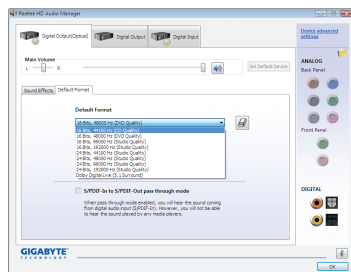 Realtek HD Audio Manager
Digital Output(Optical)
Digital Output
Digital Input
Device advanced
settings
Main Volume
L
R
Set Default Device
ANALOG
Back Panel
Sound Effects
Default Format
Default Format
16 Bits, 48000 Hz (DVD Quality)
16 Bits, 44100 Hz (CD Quality)
16 Bits, 48000 Hz (DVD Quality)
16 Bits, 96000 Hz (Studio Quality)
16 Bits, 192000 Hz (Studio Quality)
24 Bits, 44100 Hz (Studio Quality)
24 Bits, 48000 Hz (Studio Quality)
24 Bits, 96000 Hz (Studio Quality)
24 Bits, 192000 Hz (Studio Quality)
Dolby Digital Live (5.1 Surround)
Front Panel
S/PDIF-In to S/PDIF-Out pass through mode
When pass through mode enabled, you will hear the sound coming
from digital audio input (S/PDIF-In). However, you will not be able
to hear the sound played by any media players.
DIGITAL
GIGABYTE™
TECHNOLOGY
OK